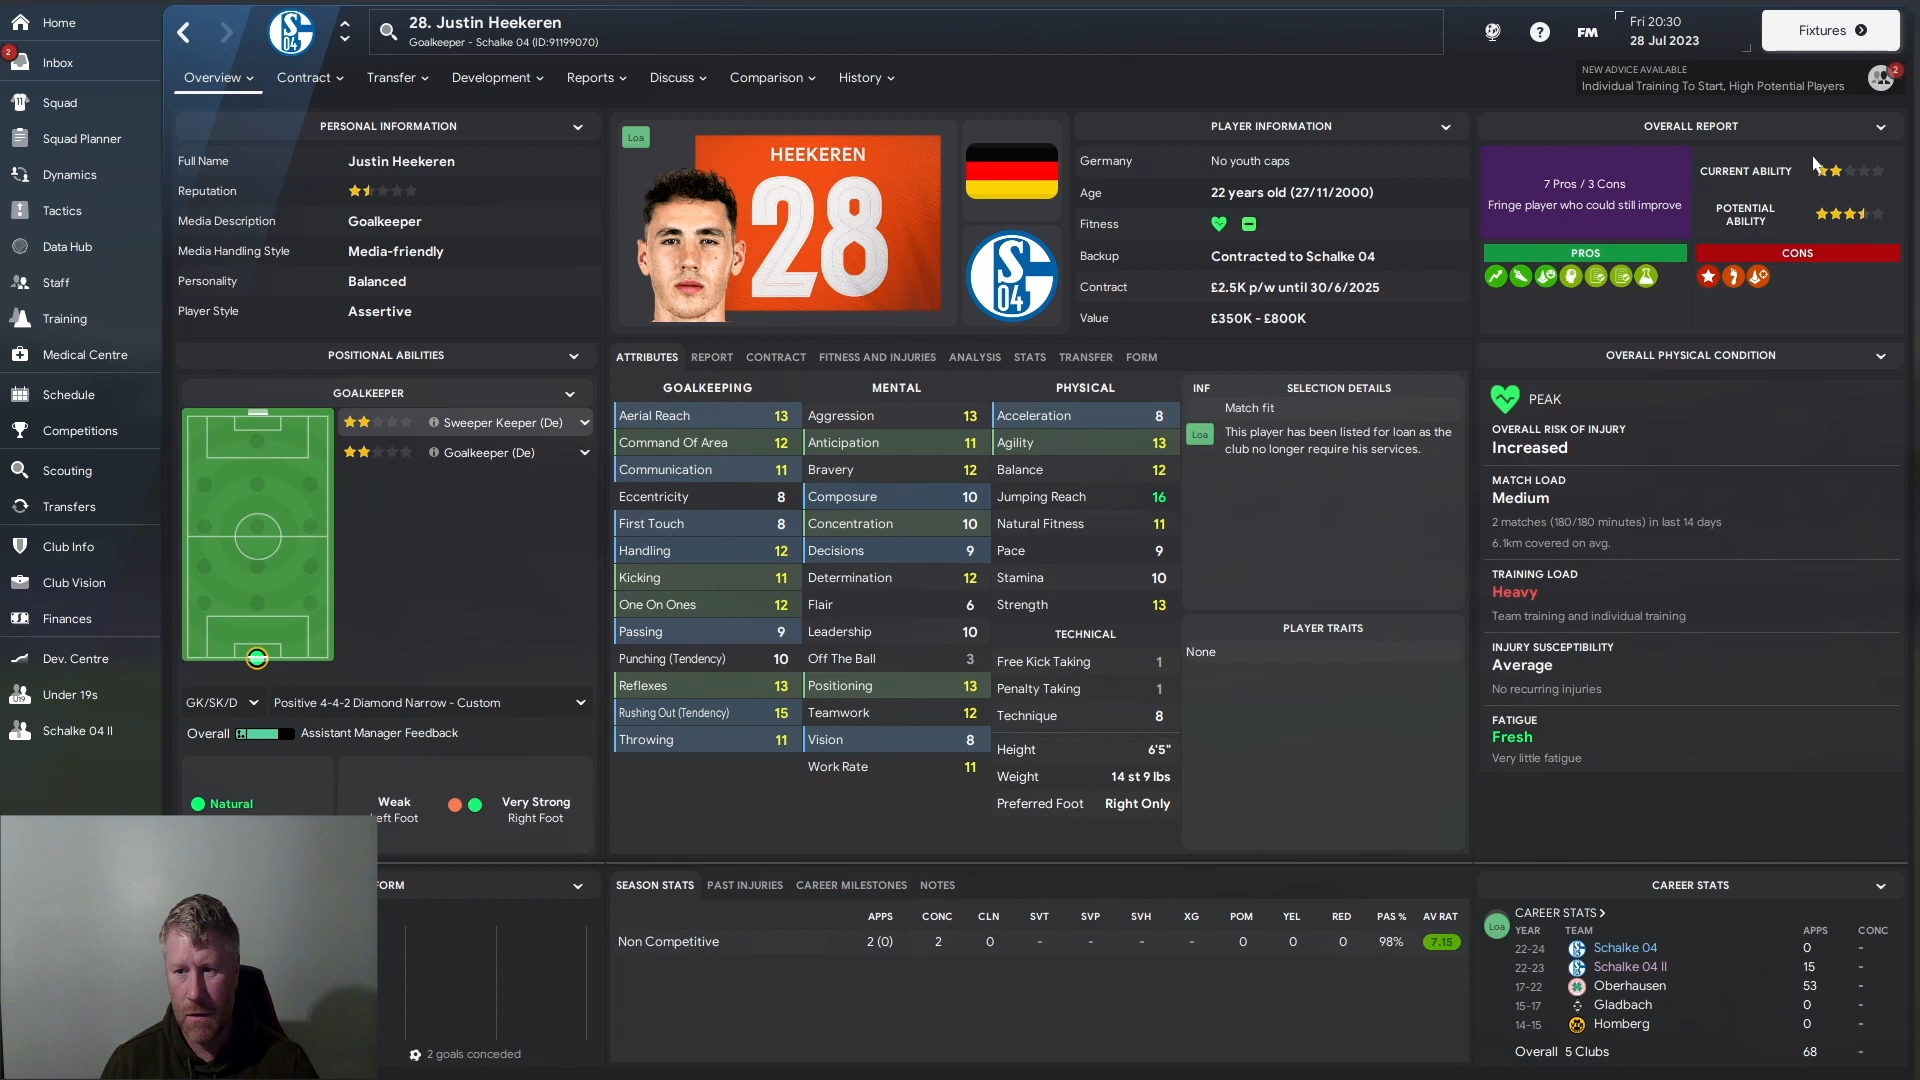 Home
2
Inbox
Squad
Squad Planner
Dynamics
Tactics
Data Hub
Staff
Training
Medical Centre
Schedule
Competitions
Scouting
Transfers
Club Info
Club Vision
Finances
Dev. Centre
Under 19s
Schalke 04 II
28. Justin Heekeren
Goalkeeper - Schalke 04 (ID:91199070)
FM
Fri 20:30
28 Jul 2023
Fixtures
Overview
Contract
Transfer
Development
Reports
Discuss
Comparison
History
NEW ADVICE AVAILABLE
Individual Training To Start, High Potential Players
2
PERSONAL INFORMATION
Full Name Justin Heekeren
Reputation
Media Description Goalkeeper
Media Handling Style Media-friendly
Personality Balanced
Player Style Assertive
Loa
HEEKEREN
28
S
04
PLAYER INFORMATION
Germany No youth caps
Age 22 years old (27/11/2000)
Fitness
Backup Contracted to Schalke 04
Contract £2.5K p/w until 30/6/2025
Value £350K - £800K
OVERALL REPORT
7 Pros / 3 Cons
Fringe player who could still improve
CURRENT ABILITY
POTENTIAL
ABILITY
PROS
CONS
POSITIONAL ABILITIES
GOALKEEPER
Sweeper Keeper (De)
Goalkeeper (De)
GK/SK/D
Positive 4-4-2 Diamond Narrow - Custom
Overall
Assistant Manager Feedback
Natural
Weak
eft Foot
Very Strong
Right Foot
ATTRIBUTES REPORT CONTRACT FITNESS AND INJURIES ANALYSIS STATS TRANSFER FORM
GOALKEEPING
Aerial Reach 13
Command Of Area 12
Communication 11
Eccentricity 8
First Touch 8
Handling 12
Kicking 11
One On Ones 12
Passing 9
Punching (Tendency) 10
Reflexes 13
Rushing Out (Tendency) 15
Throwing 11
MENTAL
Aggression 13
Anticipation 11
Bravery 12
Composure 10
Concentration 10
Decisions 9
Determination 12
Flair 6
Leadership 10
Off The Ball 3
Positioning 13
Teamwork 12
Vision 8
Work Rate 11
PHYSICAL
Acceleration 8
Agility 13
Balance 12
Jumping Reach 16
Natural Fitness 11
Pace 9
Stamina 10
Strength 13
TECHNICAL
Free Kick Taking 1
Penalty Taking 1
Technique 8
Height 6'5"
Weight 14 st 9 lbs
Preferred Foot Right Only
INF SELECTION DETAILS
Match fit
Loa
This player has been listed for loan as the
club no longer require his services.
PLAYER TRAITS
None
OVERALL PHYSICAL CONDITION
PEAK
OVERALL RISK OF INJURY
Increased
MATCH LOAD
Medium
2 matches (180/180 minutes) in last 14 days
6.1km covered on avg.
TRAINING LOAD
Heavy
Team training and individual training
INJURY SUSCEPTIBILITY
Average
No recurring injuries
FATIGUE
Fresh
Very little fatigue
FORM
2 goals conceded
SEASON STATS PAST INJURIES CAREER MILESTONES NOTES
APPS CONC CLN SVT SVP SVH XG POM YEL RED PAS % AV RAT
Non Competitive 2 (0) 2 0 - - - - 0 0 0 98% 7.15
CAREER STATS
Loa
CAREER STATS
YEAR TEAM APPS CONC
22-24 Schalke 04 0 -
22-23 Schalke 04 II 15 -
17-22 Oberhausen 53 -
15-17 Gladbach 0 -
14-15 Homberg 0 -
Overall 5 Clubs 68 -